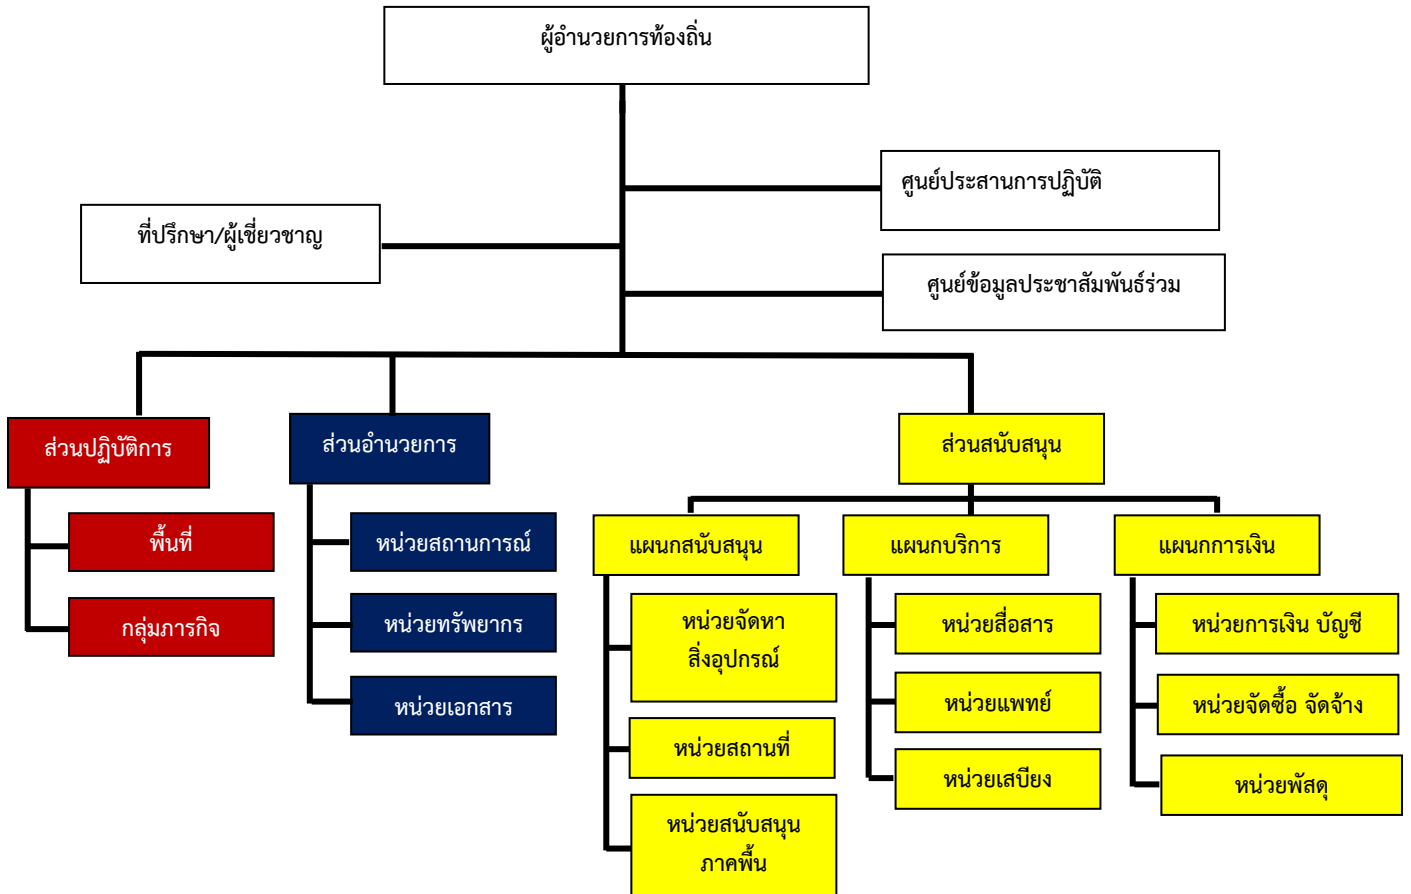 ผู้อำนวยการท้องถิ่น
ศูนย์ประสานการปฏิบัติ
ที่ปรึกษา/ผู้เชี่ยวชาญ
ศูนย์ข้อมูลประชาสัมพันธ์ร่วม
ส่วนปฏิบัติการ
พื้นที่
กลุ่มภารกิจ
ส่วนอำนวยการ
หน่วยสถานการณ์
หน่วยทรัพยากร
หน่วยเอกสาร
ส่วนสนับสนุน
แผนกสนับสนุน
หน่วยจัดหา
สิ่งอุปกรณ์
หน่วยสถานที่
หน่วยสนับสนุน
ภาคพื้น
แผนกบริการ
หน่วยสื่อสาร
หน่วยแพทย์
หน่วยเสบียง
แผนกการเงิน
หน่วยการเงิน บัญชี
หน่วยจัดซื้อ จัดจ้าง
หน่วยพัสดุ